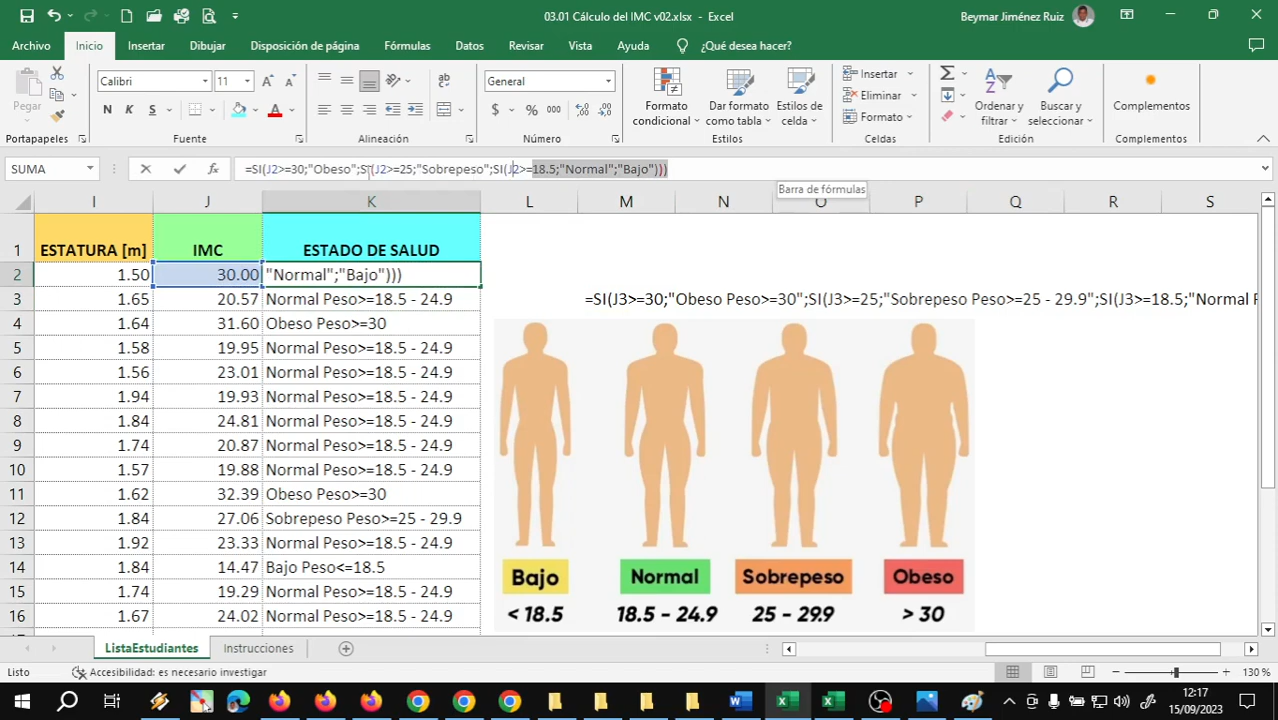 03.01 Cálculo del IMC v02.xlsx - Excel
Beymar Jiménez Ruiz
Archivo Inicio Insertar Dibujar Disposición de página Fórmulas Datos Revisar Vista Ayuda ¿Qué desea hacer?
Pegar
Calibri 11
N K S
General
$ % 000
Formato condicional
Dar formato como tabla
Estilos de celda
Insertar
Eliminar
Formato
Ordenar y filtrar
Buscar y seleccionar
Complementos
Portapapeles Fuente Alineación Número Estilos Celdas Edición Complementos
SUMA =SI(J2>=30;"Obeso";SI(J2>=25;"Sobrepeso";SI(J2>=18.5;"Normal";"Bajo")))
Barra de fórmulas
I J K L M N O P Q R S
1 ESTATURA [m] IMC ESTADO DE SALUD
2 1.50 30.00 "Normal";"Bajo")))
3 1.65 20.57 Normal Peso>=18.5 - 24.9 =SI(J3>=30;"Obeso Peso>=30";SI(J3>=25;"Sobrepeso Peso>=25 - 29.9";SI(J3>=18.5;"Normal P
4 1.64 31.60 Obeso Peso>=30
5 1.58 19.95 Normal Peso>=18.5 - 24.9
6 1.56 23.01 Normal Peso>=18.5 - 24.9
7 1.94 19.93 Normal Peso>=18.5 - 24.9
8 1.84 24.81 Normal Peso>=18.5 - 24.9
9 1.74 20.87 Normal Peso>=18.5 - 24.9
10 1.57 19.88 Normal Peso>=18.5 - 24.9
11 1.62 32.39 Obeso Peso>=30
12 1.84 27.06 Sobrepeso Peso>=25 - 29.9
13 1.92 23.33 Normal Peso>=18.5 - 24.9
14 1.84 14.47 Bajo Peso<=18.5
15 1.74 19.29 Normal Peso>=18.5 - 24.9
16 1.67 24.02 Normal Peso>=18.5 - 24.9
Bajo Normal Sobrepeso Obeso
< 18.5 18.5 - 24.9 25 - 29.9 > 30
ListaEstudiantes Instrucciones
Listo Accesibilidad: es necesario investigar 130 %
12:17
15/09/2023